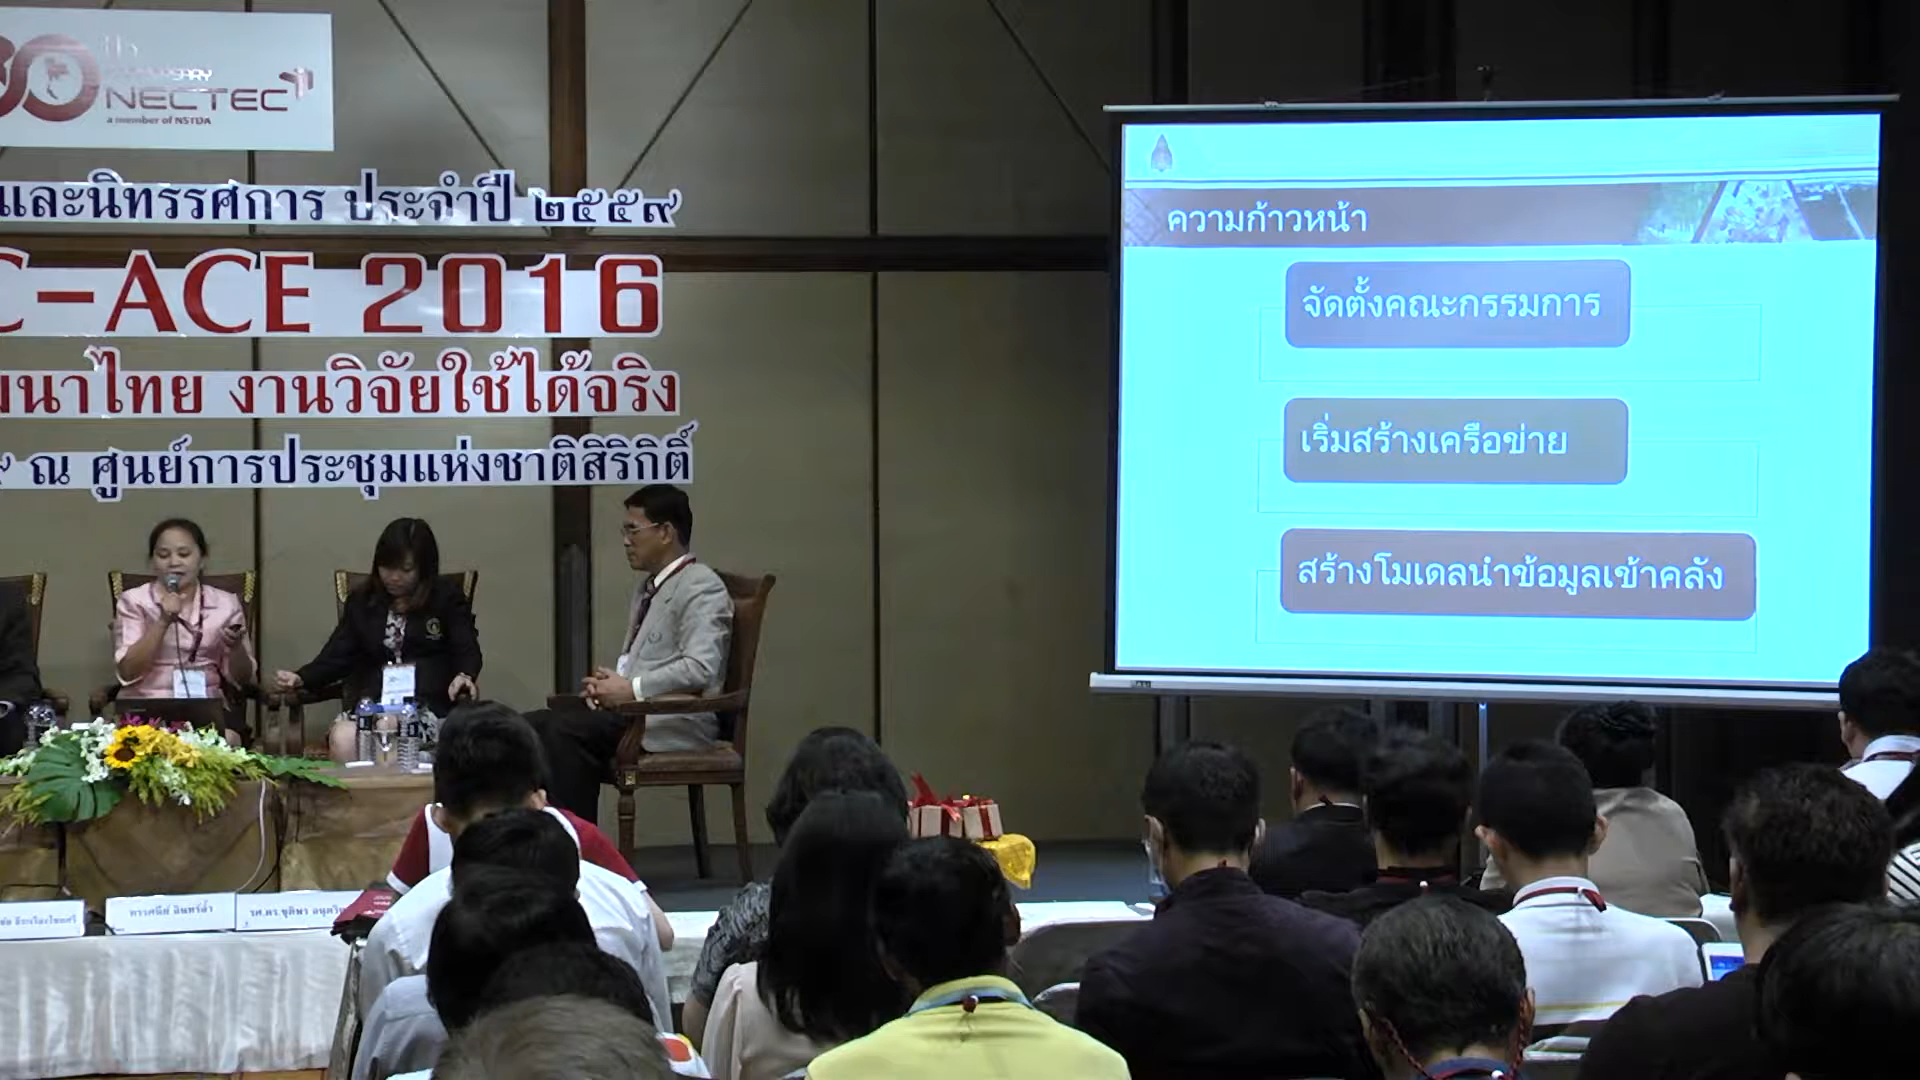 30th
NECTEC
a member of NSTDA
และนิทรรศการ ประจำปี ๒๕๕๙
C-ACE 2016
ฒนาไทย งานวิจัยใช้ได้จริง
๙ ณ ศูนย์การประชุมแห่งชาติสิริกิติ์
ความก้าวหน้า
จัดตั้งคณะกรรมการ
เริ่มสร้างเครือข่าย
สร้างโมเดลนำข้อมูลเข้าคลัง